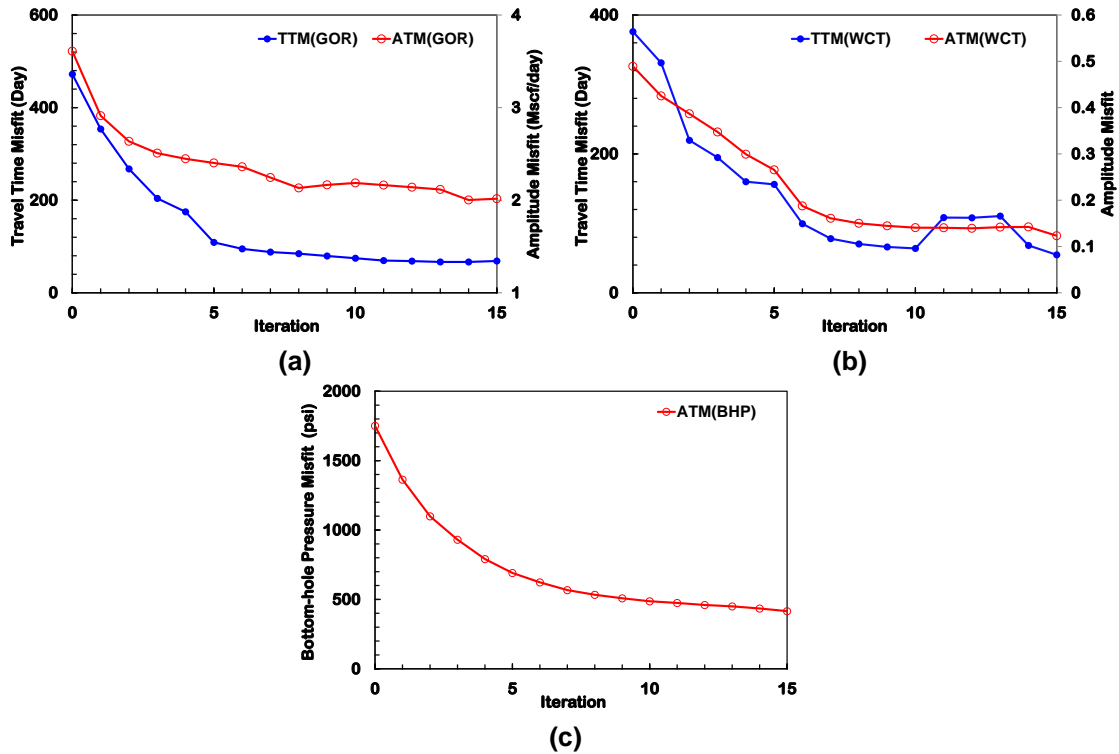 600
400
200
0
Travel Time Misfit (Day)
TTM(GOR)
ATM(GOR)
4
3
2
1
Amplitude Misfit (Mscf/day)
0
5
10
15
Iteration
(a)
400
200
0
Travel Time Misfit (Day)
TTM(WCT)
ATM(WCT)
0.6
0.5
0.4
0.3
0.2
0.1
0
Amplitude Misfit
0
5
10
15
Iteration
(b)
2000
1500
1000
500
0
Bottom-hole Pressure Misfit (psi)
ATM(BHP)
0
5
10
15
Iteration
(c)